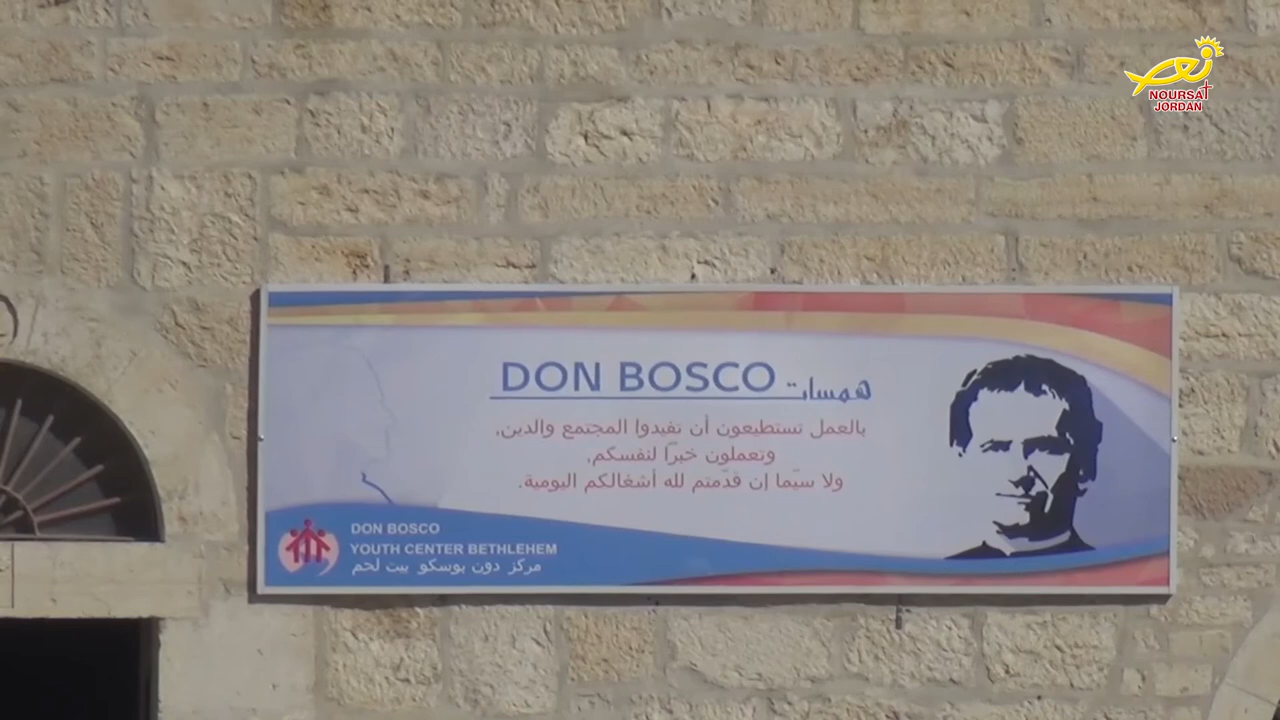 NOURSAT
JORDAN
همسات DON BOSCO
بالعمل تستطيعون أن تفيدوا المجتمع والدين,
وتعملون خيرًا لنفسكم,
ولا سيّما إن قدّمتم لله أشغالكم اليومية.
DON BOSCO
YOUTH CENTER BETHLEHEM
مركز دون بوسكو بيت لحم